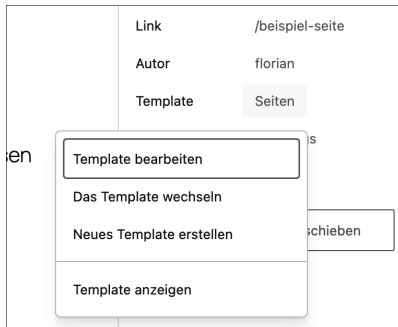 Link /beispiel-seite
Autor florian
Template Seiten
Template bearbeiten
Das Template wechseln
Neues Template erstellen
Template anzeigen